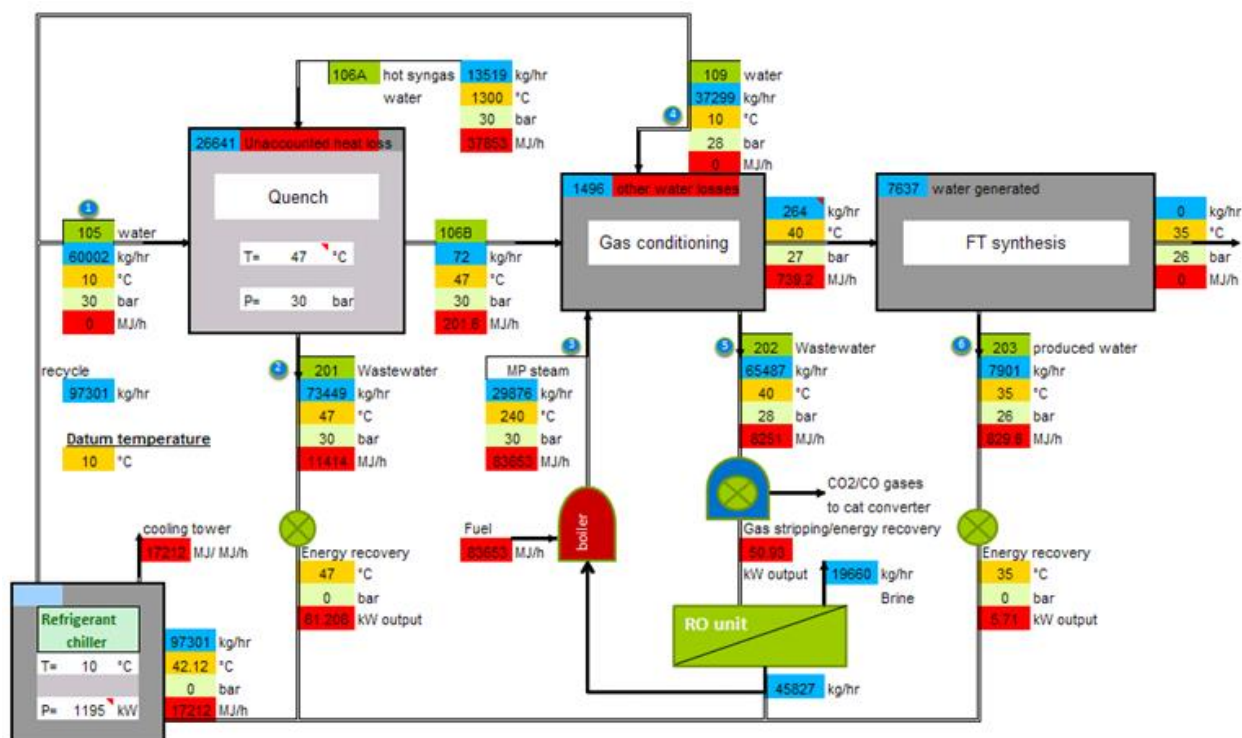 106A hot syngas 13519 kg/hr
water 1300 °C
30 bar
37853 MJ/h
109 water
37299 kg/hr
10 °C
28 bar
0 MJ/h
4
26641 Unaccounted heat loss
Quench
T= 47 °C
P= 30 bar
1496 other water losses
Gas conditioning
7637 water generated
FT synthesis
1
105 water
60002 kg/hr
10 °C
30 bar
0 MJ/h
106B
72 kg/hr
47 °C
30 bar
201.6 MJ/h
264 kg/hr
40 °C
27 bar
739.2 MJ/h
0 kg/hr
35 °C
26 bar
0 MJ/h
recycle
97301 kg/hr
Datum temperature
10 °C
2
201 Wastewater
73449 kg/hr
47 °C
30 bar
11414 MJ/h
3
MP steam
29876 kg/hr
240 °C
30 bar
83653 MJ/h
5
202 Wastewater
65487 kg/hr
40 °C
28 bar
8251 MJ/h
6
203 produced water
7901 kg/hr
35 °C
26 bar
829.6 MJ/h
CO2/CO gases
to cat converter
cooling tower
17212 MJ/ MJ/h
Energy recovery
47 °C
0 bar
61.206 kW output
Fuel
83653 MJ/h
boiler
Gas stripping/energy recovery
50.93
kW output
19660 kg/hr
Brine
Energy recovery
35 °C
0 bar
5.71 kW output
RO unit
45827 kg/hr
Refrigerant
chiller
T= 10 °C
P= 1195 kW
97301 kg/hr
42.12 °C
0 bar
17212 MJ/h